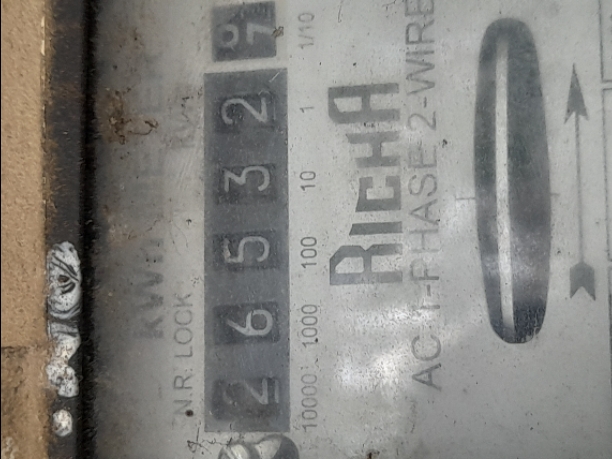 N.R. LOCK kWh
2 6 5 3 2
10000 1000 100 10 1 1/10
RICHA
AC 1-PHASE 2-WIRE